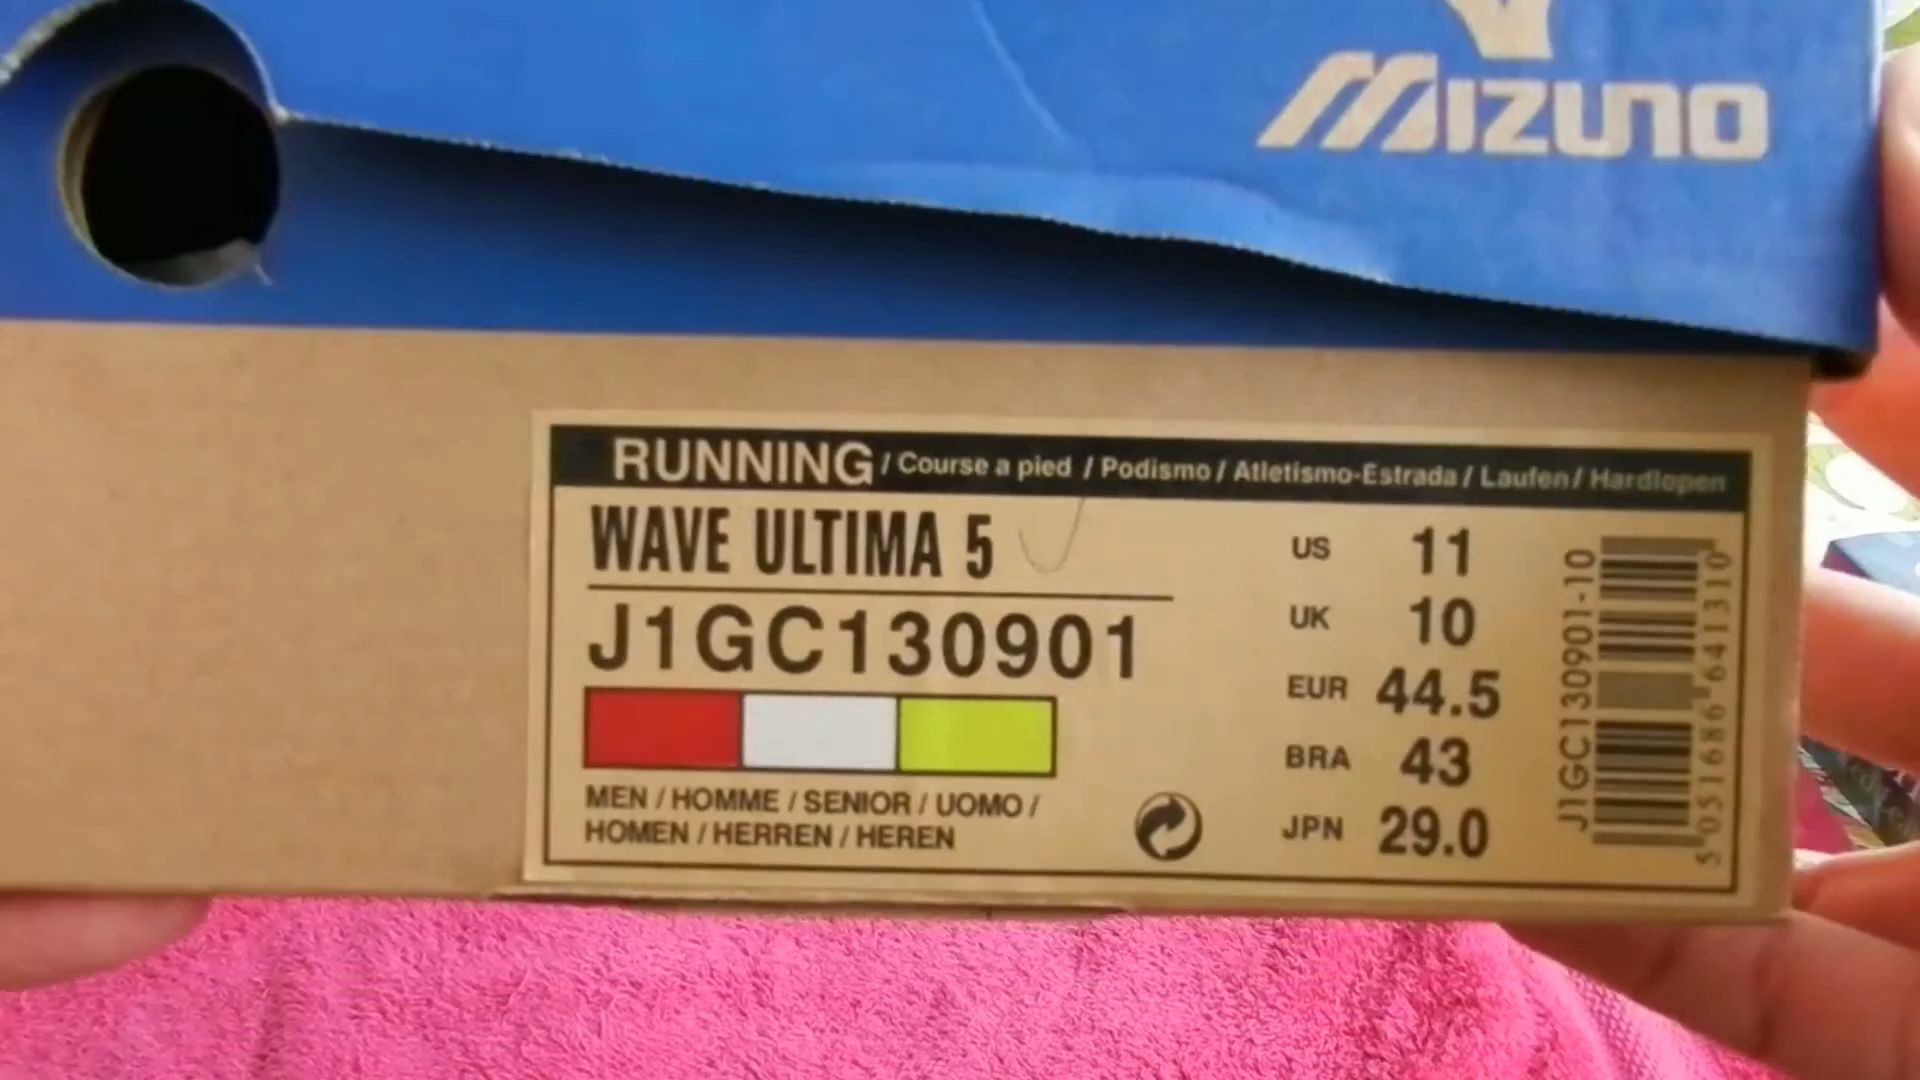 MIZUNO
RUNNING / Course a pied / Podismo / Atletismo-Estrada / Laufen / Hardlopen
WAVE ULTIMA 5
J1GC130901
MEN / HOMME / SENIOR / UOMO /
HOMEN / HERREN / HEREN
US 11
UK 10
EUR 44.5
BRA 43
JPN 29.0
J1GC130901-10
5 051686 641310